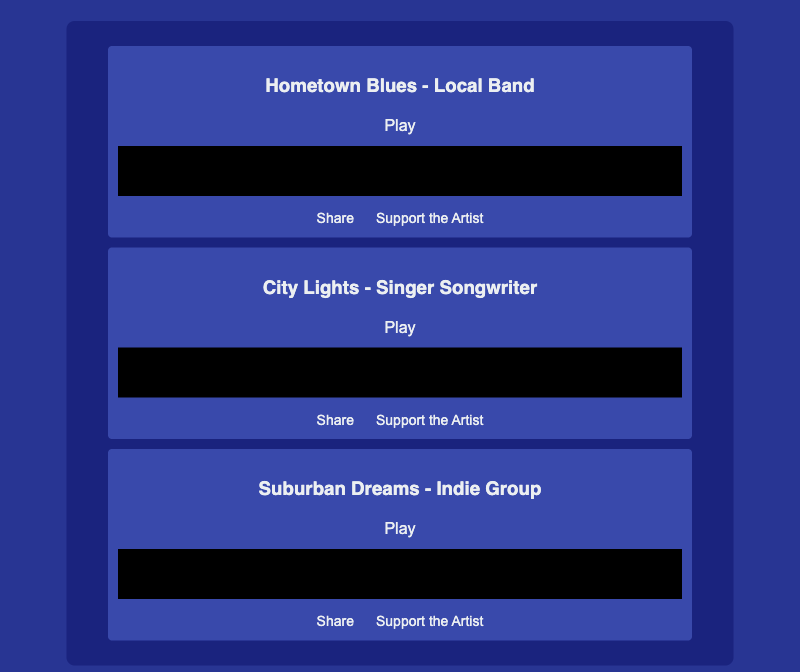 Hometown Blues - Local Band
Play
Share Support the Artist
City Lights - Singer Songwriter
Play
Share Support the Artist
Suburban Dreams - Indie Group
Play
Share Support the Artist